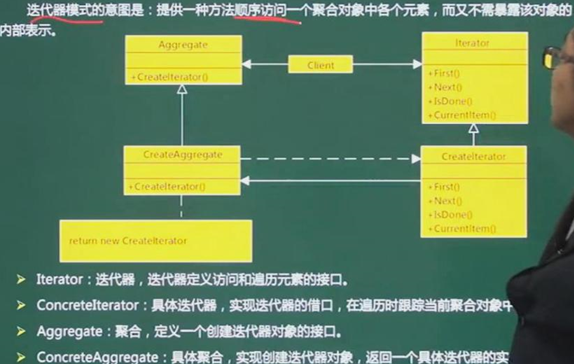 迭代器模式的意图是：提供一种方法顺序访问一个聚合对象中各个元素，而又不需暴露该对象的
内部表示。
Aggregate
+CreateIterator()
Client
Iterator
+First()
+Next()
+IsDone()
+CurrentItem()
CreateAggregate
+CreateIterator()
CreateIterator
+First()
+Next()
+IsDone()
+CurrentItem()
return new CreateIterator
Iterator：迭代器，迭代器定义访问和遍历元素的接口。
ConcreteIterator：具体迭代器，实现迭代器的借口，在遍历时跟踪当前聚合对象中
Aggregate：聚合，定义一个创建迭代器对象的接口。
ConcreteAggregate：具体聚合，实现创建迭代器对象，返回一个具体迭代器的实